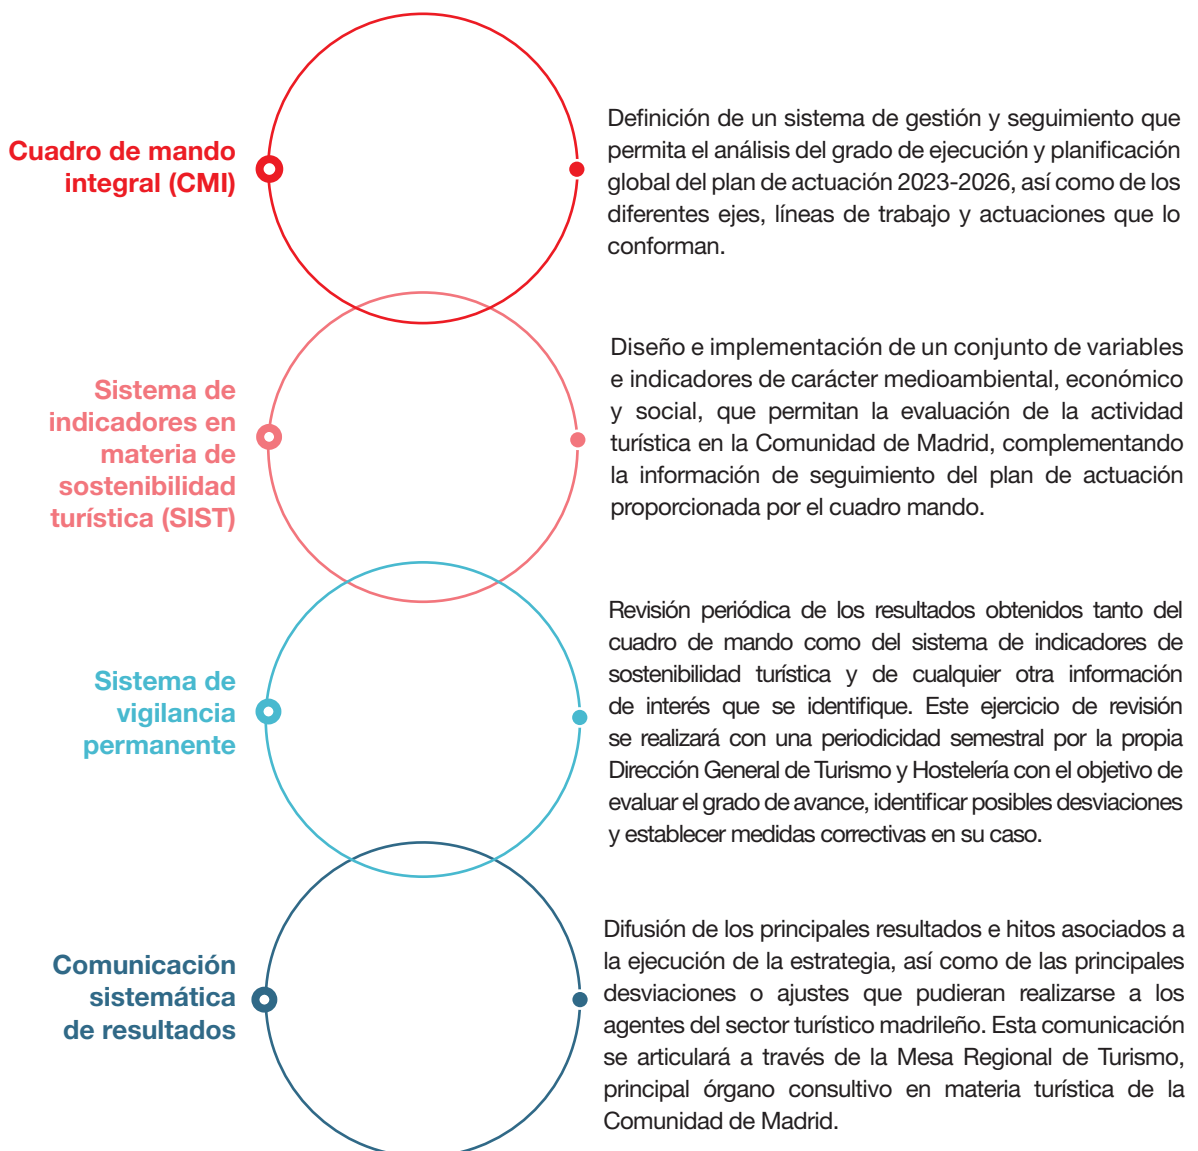 Cuadro de mando
integral (CMI)
Definición de un sistema de gestión y seguimiento que
permita el análisis del grado de ejecución y planificación
global del plan de actuación 2023-2026, así como de los
diferentes ejes, líneas de trabajo y actuaciones que lo
conforman.
Sistema de
indicadores en
materia de
sostenibilidad
turística (SIST)
Diseño e implementación de un conjunto de variables
e indicadores de carácter medioambiental, económico
y social, que permitan la evaluación de la actividad
turística en la Comunidad de Madrid, complementando
la información de seguimiento del plan de actuación
proporcionada por el cuadro mando.
Sistema de
vigilancia
permanente
Revisión periódica de los resultados obtenidos tanto del
cuadro de mando como del sistema de indicadores de
sostenibilidad turística y de cualquier otra información
de interés que se identifique. Este ejercicio de revisión
se realizará con una periodicidad semestral por la propia
Dirección General de Turismo y Hostelería con el objetivo de
evaluar el grado de avance, identificar posibles desviaciones
y establecer medidas correctivas en su caso.
Comunicación
sistemática
de resultados
Difusión de los principales resultados e hitos asociados a
la ejecución de la estrategia, así como de las principales
desviaciones o ajustes que pudieran realizarse a los
agentes del sector turístico madrileño. Esta comunicación
se articulará a través de la Mesa Regional de Turismo,
principal órgano consultivo en materia turística de la
Comunidad de Madrid.